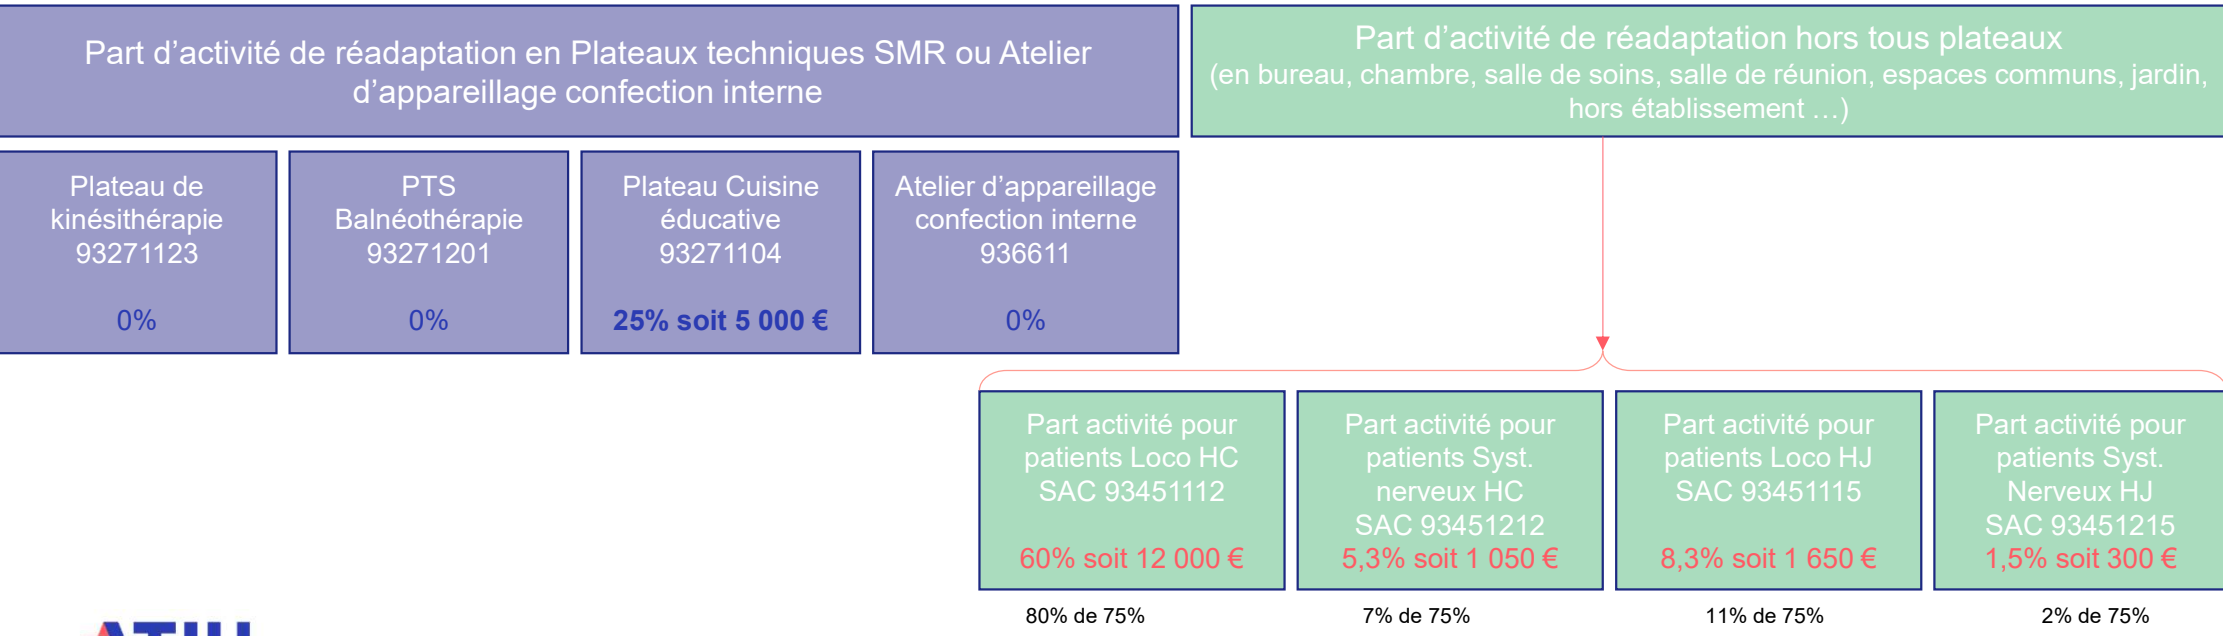 Part d’activité de réadaptation en Plateaux techniques SMR ou Atelier
d’appareillage confection interne
Part d’activité de réadaptation hors tous plateaux
(en bureau, chambre, salle de soins, salle de réunion, espaces communs, jardin,
hors établissement …)
Plateau de
kinésithérapie
93271123
0%
PTS
Balnéothérapie
93271201
0%
Plateau Cuisine
éducative
93271104
25% soit 5 000 €
Atelier d’appareillage
confection interne
936611
0%
Part activité pour
patients Loco HC
SAC 93451112
60% soit 12 000 €
80% de 75%
Part activité pour
patients Syst.
nerveux HC
SAC 93451212
5,3% soit 1 050 €
7% de 75%
Part activité pour
patients Loco HJ
SAC 93451115
8,3% soit 1 650 €
11% de 75%
Part activité pour
patients Syst.
Nerveux HJ
SAC 93451215
1,5% soit 300 €
2% de 75%
ATIH